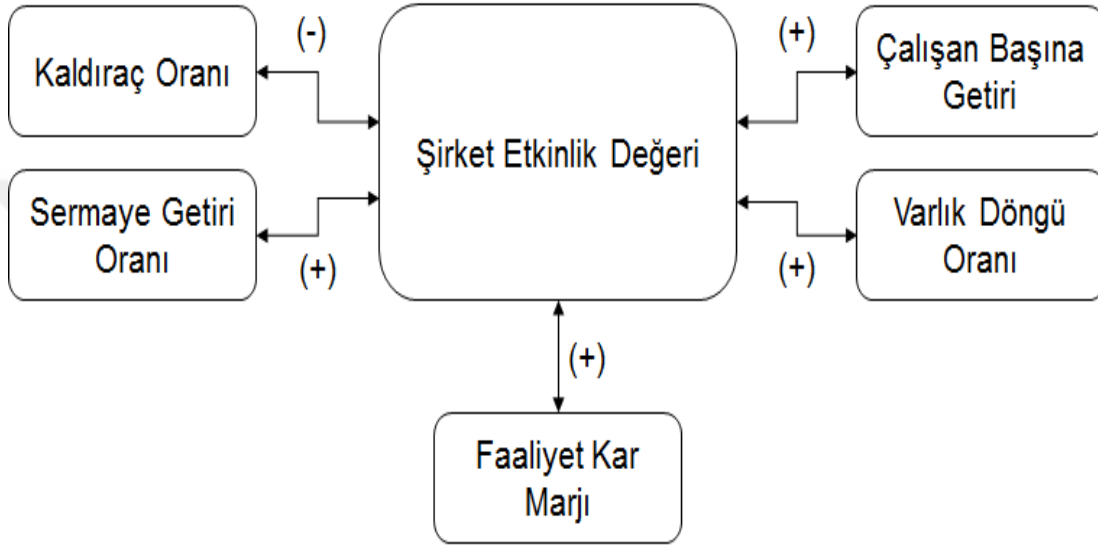 Kaldıraç Oranı
(-)
Şirket Etkinlik Değeri
(+)
Çalışan Başına
Getiri
Sermaye Getiri
Oranı
(+)
(+)
Varlık Döngü
Oranı
(+)
Faaliyet Kar
Marjı